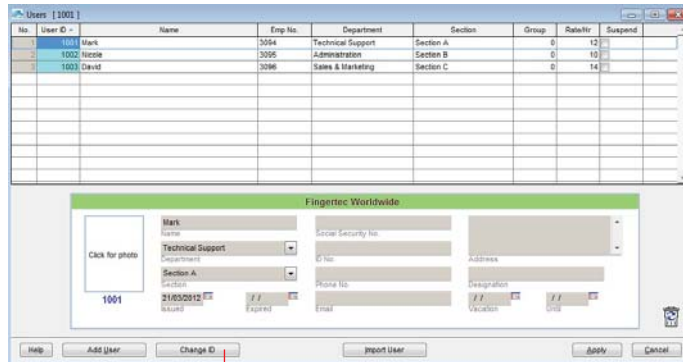 Users [ 1001 ]
No. User ID Name Emp No. Department Section Group Rate/Hr Suspend
1 1001 Mark 3094 Technical Support Section A 0 12
2 1002 Nicole 3095 Administration Section B 0 10
3 1003 David 3096 Sales & Marketing Section C 0 14
Fingertec Worldwide
Click for photo
1001
Mark
Name Social Security No.
Technical Support
Department ID No. Address
Section A
Section Phone No. Designation
21/03/2012 / / / / / /
Issued Expired Email Vacation Until
Help Add User Change ID Import User Apply Cancel